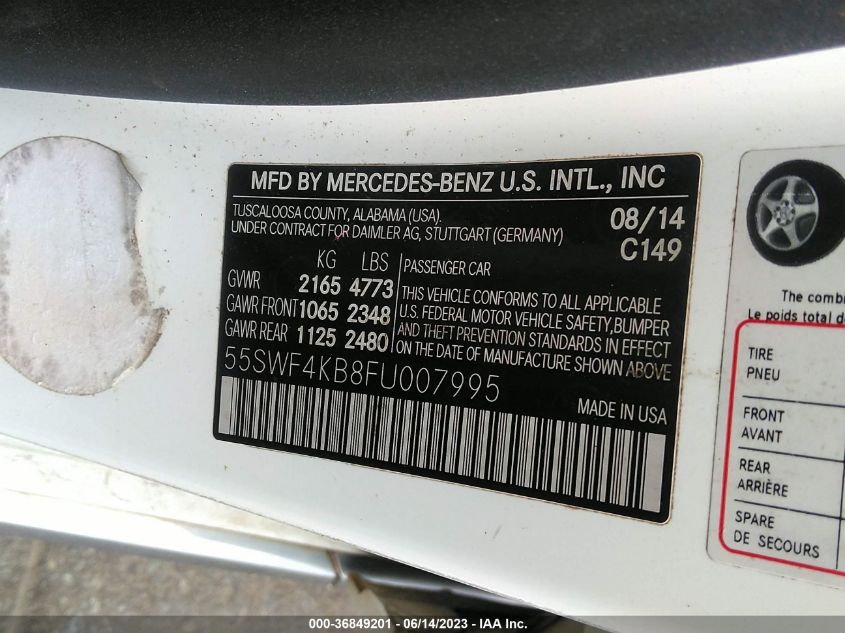 MFD BY MERCEDES-BENZ U.S. INTL., INC
TUSCALOOSA COUNTY, ALABAMA (USA).
UNDER CONTRACT FOR DAIMLER AG, STUTTGART (GERMANY)
08/14
C149
KG LBS
GVWR 2165 4773
GAWR FRONT 1065 2348
GAWR REAR 1125 2480
PASSENGER CAR
THIS VEHICLE CONFORMS TO ALL APPLICABLE
U.S. FEDERAL MOTOR VEHICLE SAFETY, BUMPER
AND THEFT PREVENTION STANDARDS IN EFFECT
ON THE DATE OF MANUFACTURE SHOWN ABOVE
55SWF4KB8FU007995
MADE IN USA
The combi
Le poids total d
TIRE
PNEU
FRONT
AVANT
REAR
ARRIÈRE
SPARE
DE SECOURS
000-36849201 - 06/14/2023 - IAA, Inc.